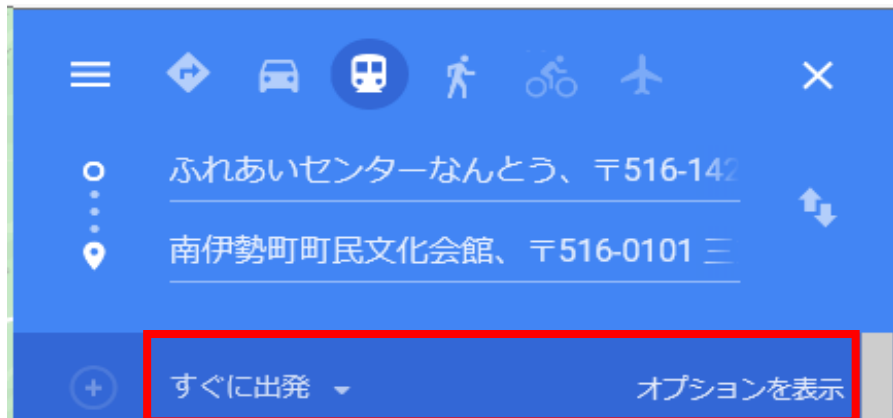 ふれあいセンターなんとう、〒516-142
南伊勢町町民文化会館、〒516-0101 三
すぐに出発 オプションを表示